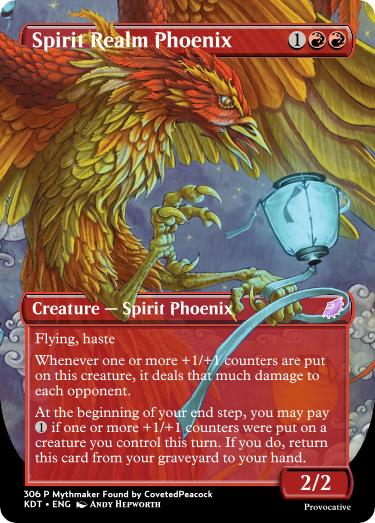 Spirit Realm Phoenix 1
Creature — Spirit Phoenix
Flying, haste
Whenever one or more +1/+1 counters are put
on this creature, it deals that much damage to
each opponent.
At the beginning of your end step, you may pay
1 if one or more +1/+1 counters were put on a
creature you control this turn. If you do, return
this card from your graveyard to your hand.
2/2
306 P Mythmaker Found by CovetedPeacock
KDT • ENG Andy Hepworth
Provocative